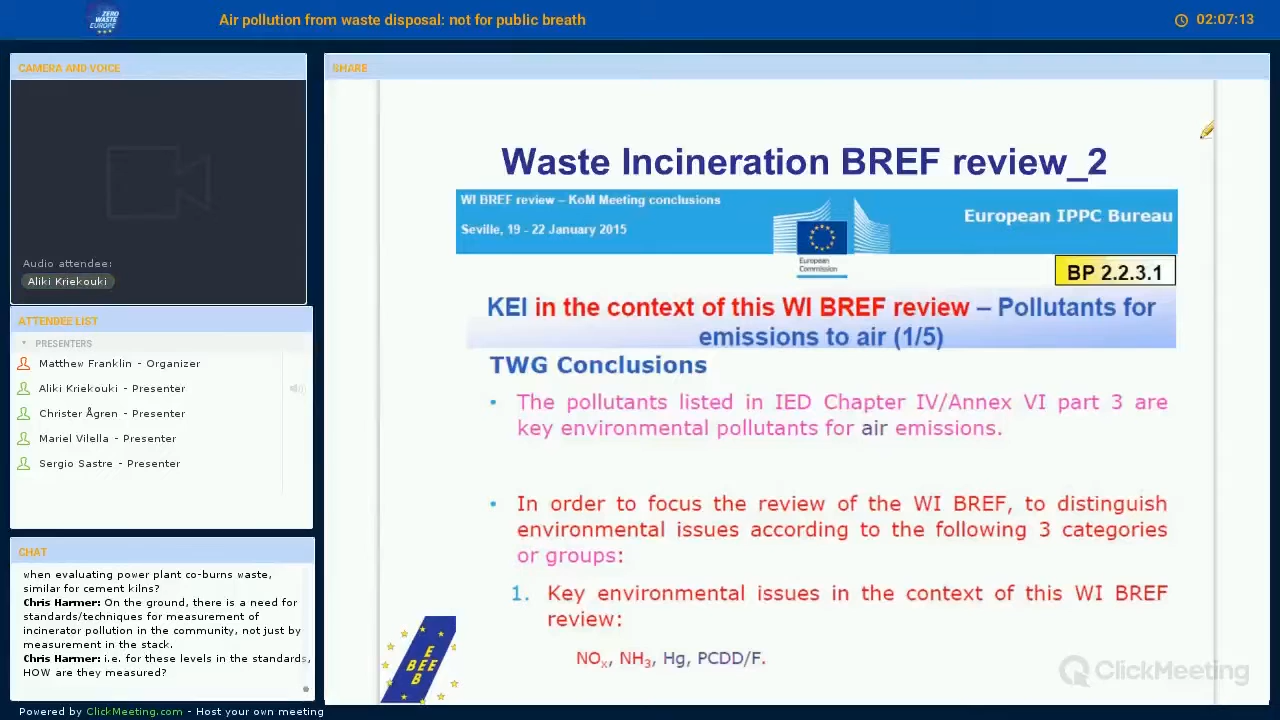 ZERO WASTE EUROPE
Air pollution from waste disposal: not for public breath
02:07:13
CAMERA AND VOICE
Audio attendee:
Aliki Kriekouki
ATTENDEE LIST
PRESENTERS
Matthew Franklin - Organizer
Aliki Kriekouki - Presenter
Christer Ågren - Presenter
Mariel Vilella - Presenter
Sergio Sastre - Presenter
CHAT
when evaluating power plant co-burns waste,
similar for cement kilns?
Chris Harmer: On the ground, there is a need for
standards/techniques for measurement of
incinerator pollution in the community, not just by
measurement in the stack.
Chris Harmer: i.e. for these levels in the standards,
HOW are they measured?
SHARE
Waste Incineration BREF review_2
WI BREF review – KoM Meeting conclusions
Seville, 19 - 22 January 2015
European IPPC Bureau
European
Commission
BP 2.2.3.1
KEI in the context of this WI BREF review – Pollutants for
emissions to air (1/5)
TWG Conclusions
• The pollutants listed in IED Chapter IV/Annex VI part 3 are
key environmental pollutants for air emissions.
• In order to focus the review of the WI BREF, to distinguish
environmental issues according to the following 3 categories
or groups:
1. Key environmental issues in the context of this WI BREF
review:
NOx, NH3, Hg, PCDD/F.
EEB
ClickMeeting
Powered by ClickMeeting.com - Host your own meeting